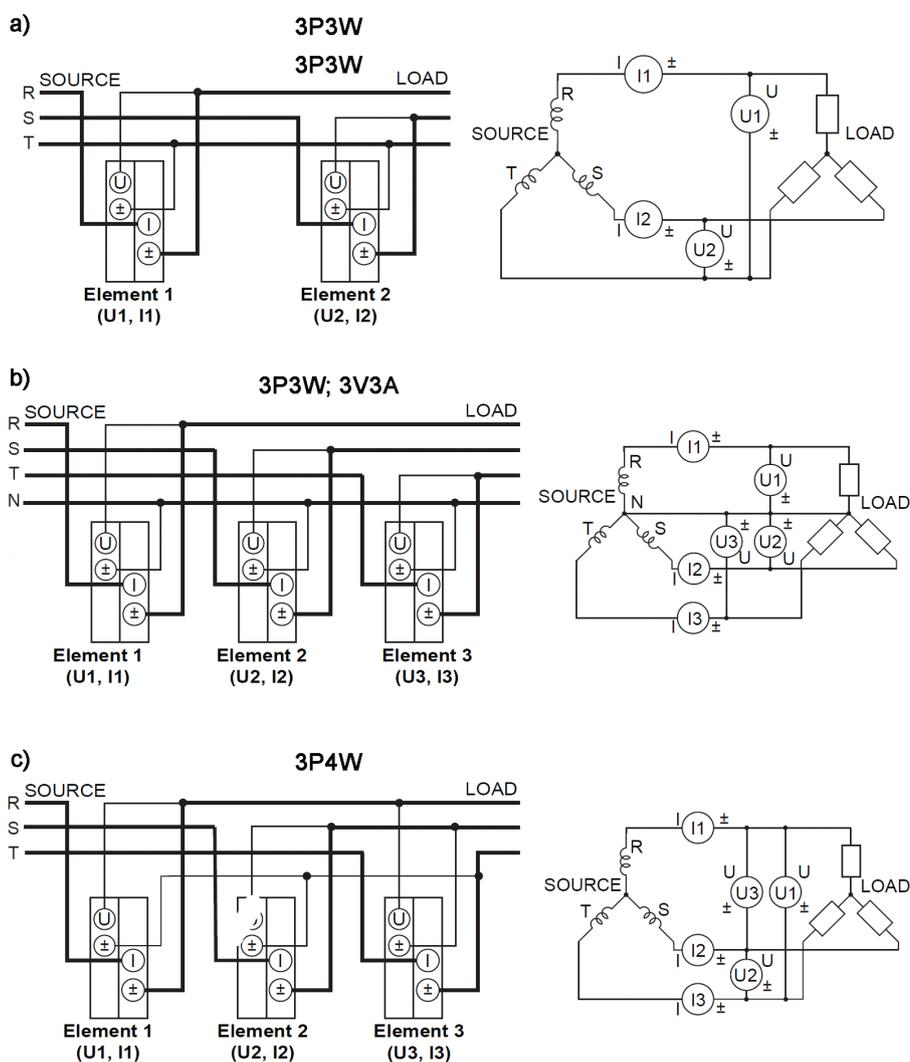 a)
3P3W
3P3W
SOURCE
LOAD
R
S
T
U
±
I
±
U
±
I
±
Element 1
(U1, I1)
Element 2
(U2, I2)
I
I1
±
R
U
U1
±
SOURCE
LOAD
T
S
I
I2
±
U
U2
±
b)
3P3W; 3V3A
SOURCE
LOAD
R
S
T
N
U
±
I
±
U
±
I
±
U
±
I
±
Element 1
(U1, I1)
Element 2
(U2, I2)
Element 3
(U3, I3)
I
I1
±
R
U
U1
±
SOURCE
N
LOAD
T
S
±
U3
U
±
U2
U
I
I2
±
I
I3
±
c)
3P4W
SOURCE
LOAD
R
S
T
U
±
I
±
±
I
±
U
±
I
±
Element 1
(U1, I1)
Element 2
(U2, I2)
Element 3
(U3, I3)
I
I1
±
R
U
U3
±
U
U1
±
SOURCE
LOAD
T
S
I
I2
±
U
U2
±
I
I3
±